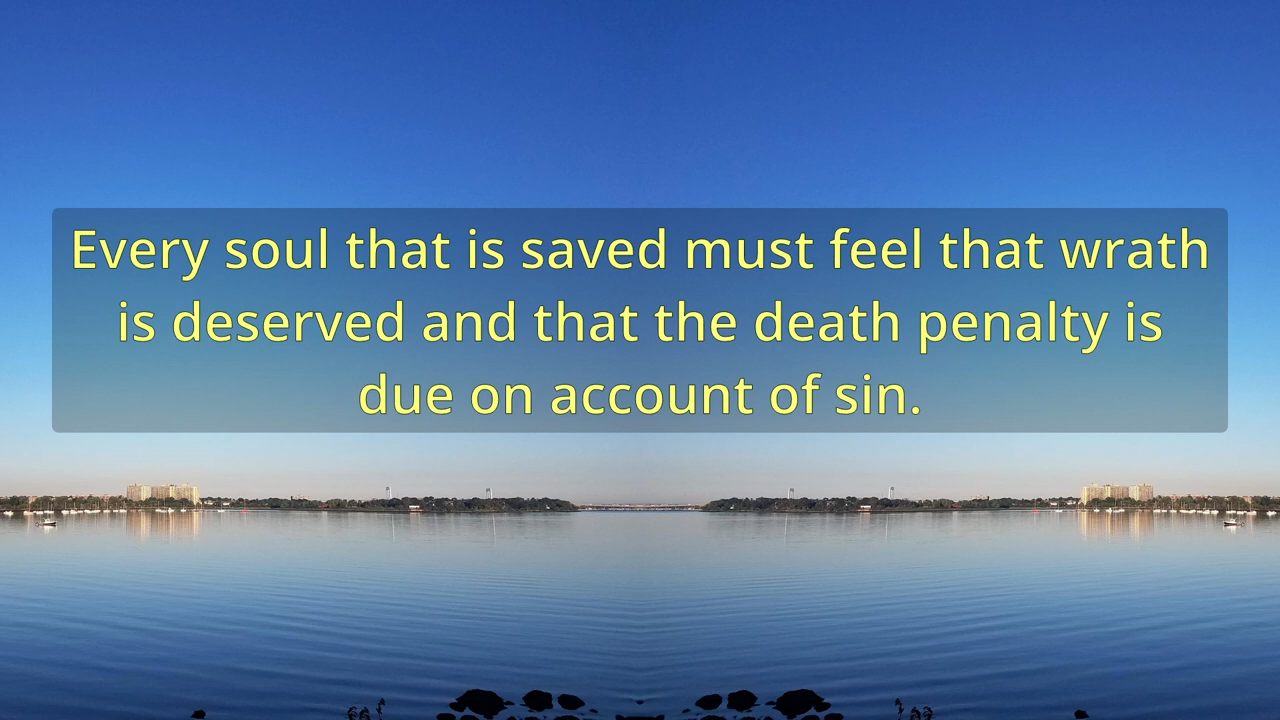 Every soul that is saved must feel that wrath
is deserved and that the death penalty is
due on account of sin.